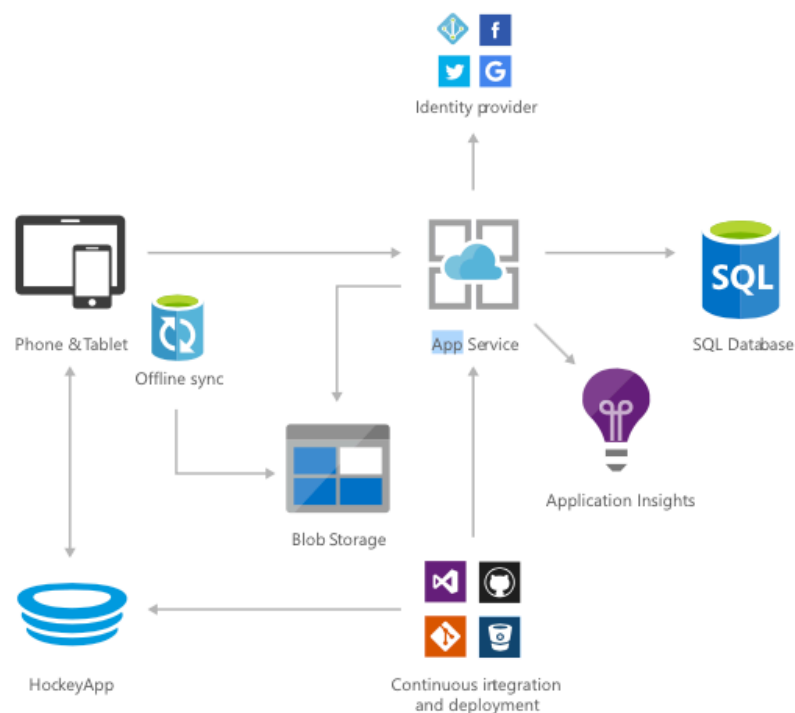 f
G
Identity provider
SQL
Phone & Tablet
App Service
SQL Database
Offline sync
Application Insights
Blob Storage
HockeyApp
Continuous integration
and deployment